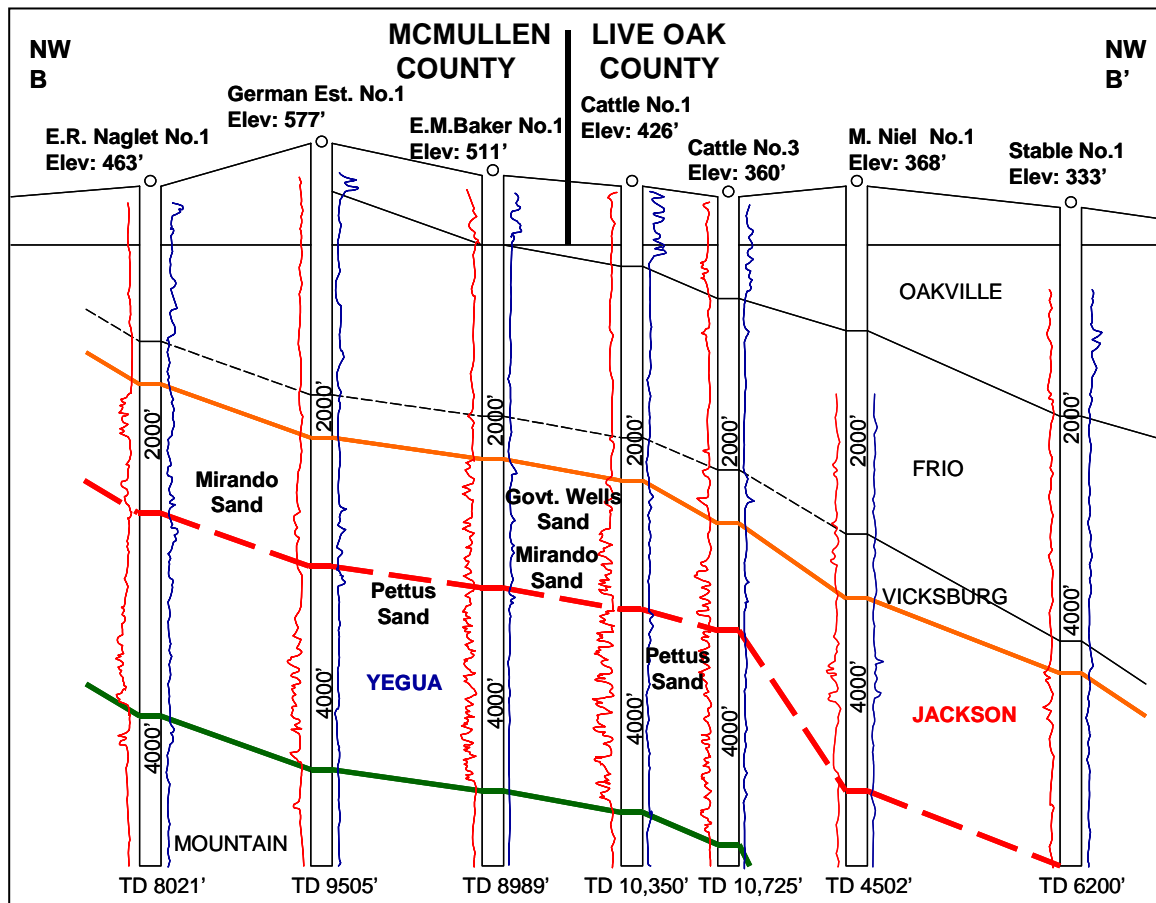 NW
B
MCMULLEN
COUNTY
LIVE OAK
COUNTY
NW
B’
E.R. Naglet No.1
Elev: 463’
German Est. No.1
Elev: 577’
E.M.Baker No.1
Elev: 511’
Cattle No.1
Elev: 426’
Cattle No.3
Elev: 360’
M. Niel No.1
Elev: 368’
Stable No.1
Elev: 333’
OAKVILLE
2000’
2000’
2000’
2000’
2000’
2000’
2000’
FRIO
Mirando
Sand
Govt. Wells
Sand
Mirando
Sand
Pettus
Sand
VICKSBURG
Pettus
Sand
YEGUA
JACKSON
4000’
4000’
4000’
4000’
4000’
4000’
4000’
MOUNTAIN
TD 8021’
TD 9505’
TD 8989’
TD 10,350’
TD 10,725’
TD 4502’
TD 6200’